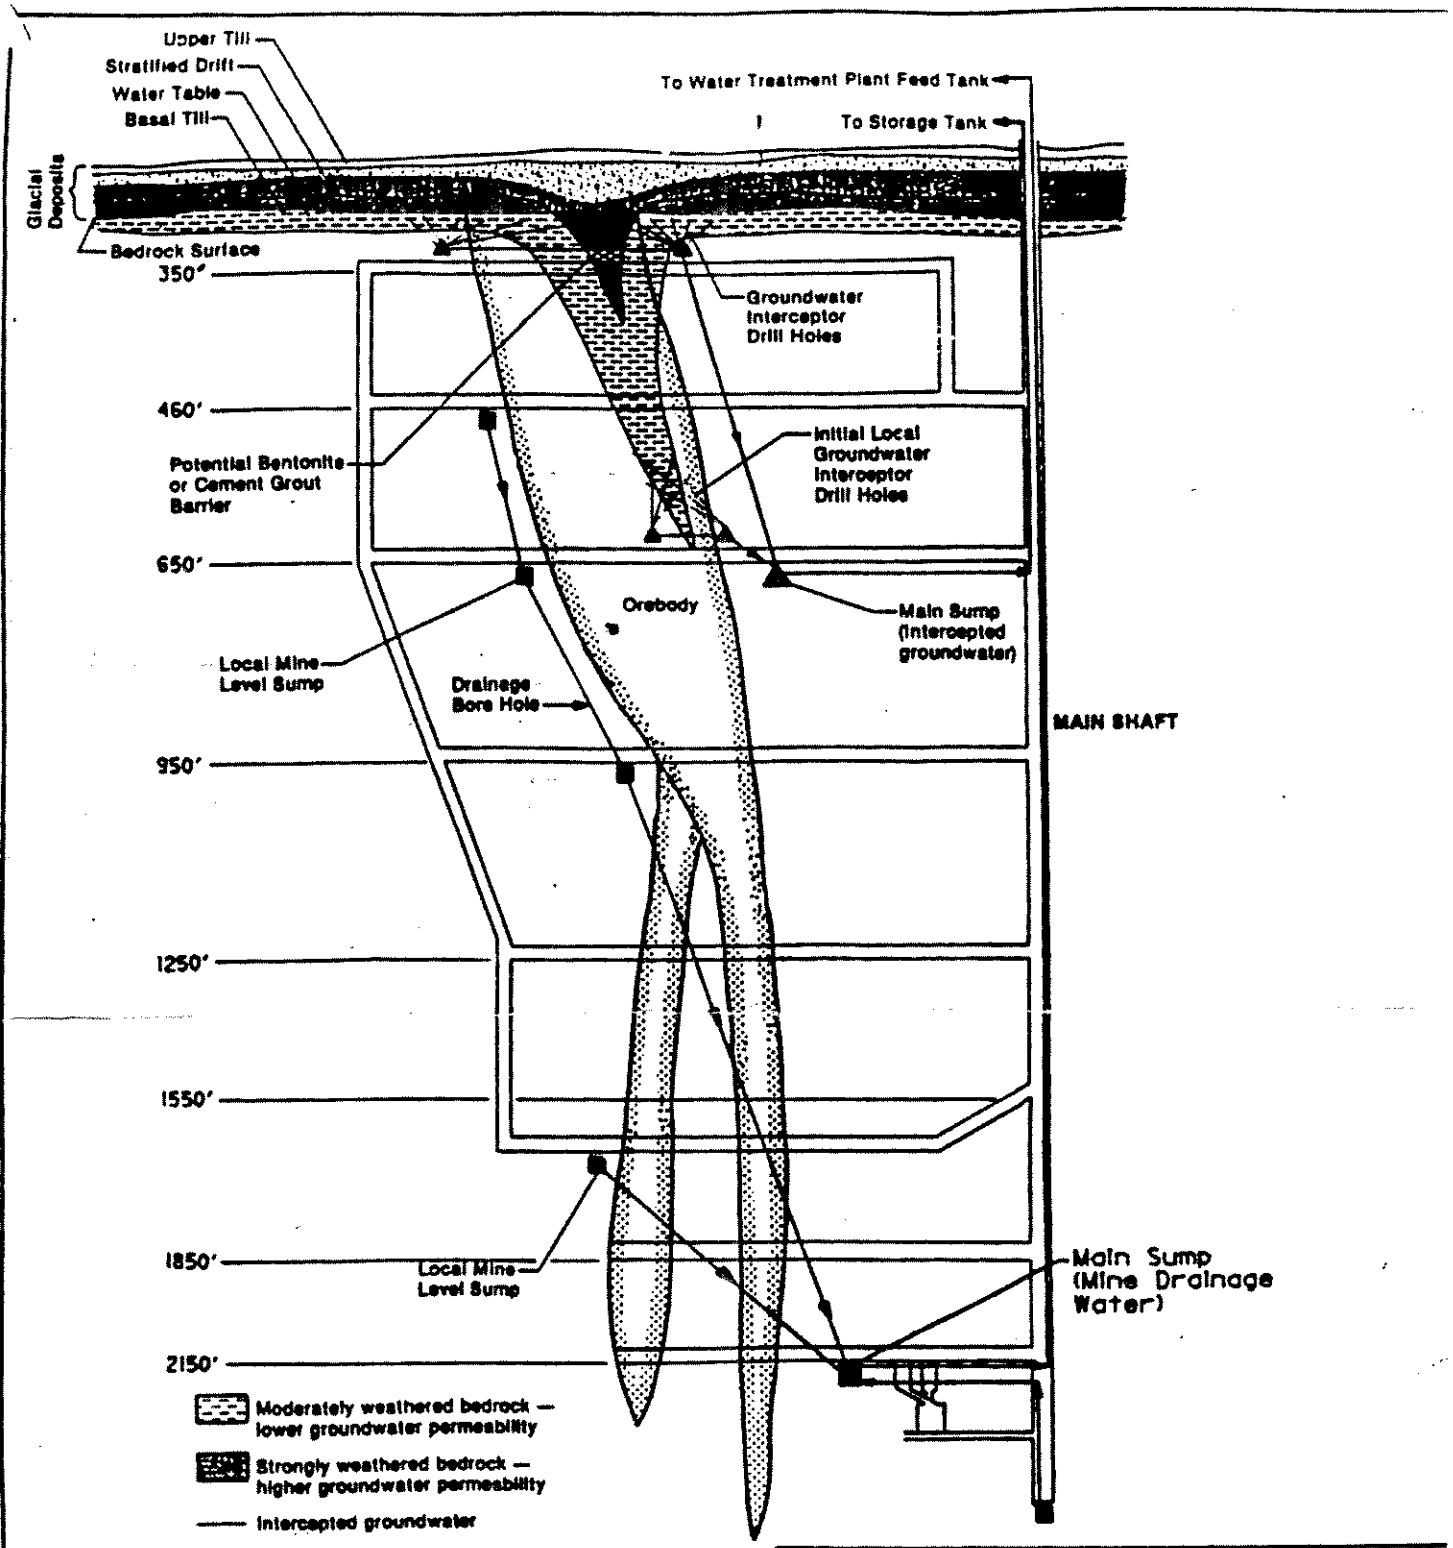 Upper Till
Stratified Drift
Water Table
Basal Till
Glacial
Deposits
Bedrock Surface
To Water Treatment Plant Feed Tank
To Storage Tank
350'
Groundwater
Interceptor
Drill Holes
460'
Potential Bentonite
or Cement Grout
Barrier
Initial Local
Groundwater
Interceptor
Drill Holes
650'
Orebody
Main Sump
(Intercepted
groundwater)
Local Mine
Level Sump
Drainage
Bore Hole
MAIN SHAFT
950'
1250'
1550'
1850'
Local Mine
Level Sump
Main Sump
(Mine Drainage
Water)
2150'
Moderately weathered bedrock —
lower groundwater permeability
Strongly weathered bedrock —
higher groundwater permeability
Intercepted groundwater